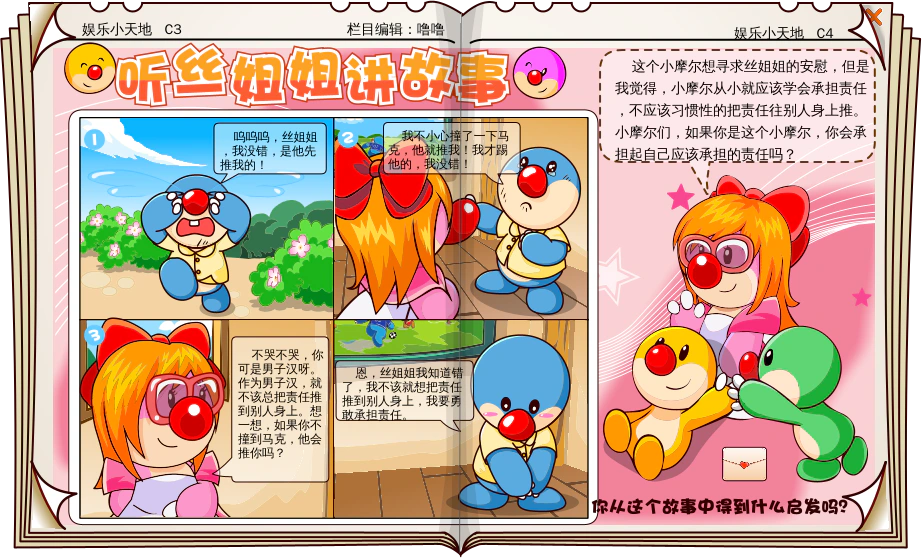 娱乐小天地 C3
栏目编辑：噜噜
听丝姐姐讲故事
1
呜呜呜，丝姐姐
，我没错，是他先
推我的！
2
我不小心撞了一下马
克，他就推我！我才踢
他的，我没错！
3
不哭不哭，你
可是男子汉呀。
作为男子汉，就
不该总把责任推
到别人身上。想
一想，如果你不
撞到马克，他会
推你吗？
恩，丝姐姐我知道错
了，我不该就想把责任
推到别人身上，我要勇
敢承担责任。
娱乐小天地 C4
这个小摩尔想寻求丝姐姐的安慰，但是
我觉得，小摩尔从小就应该学会承担责任
，不应该习惯性的把责任往别人身上推。
小摩尔们，如果你是这个小摩尔，你会承
担起自己应该承担的责任吗？
你从这个故事中得到什么启发吗？